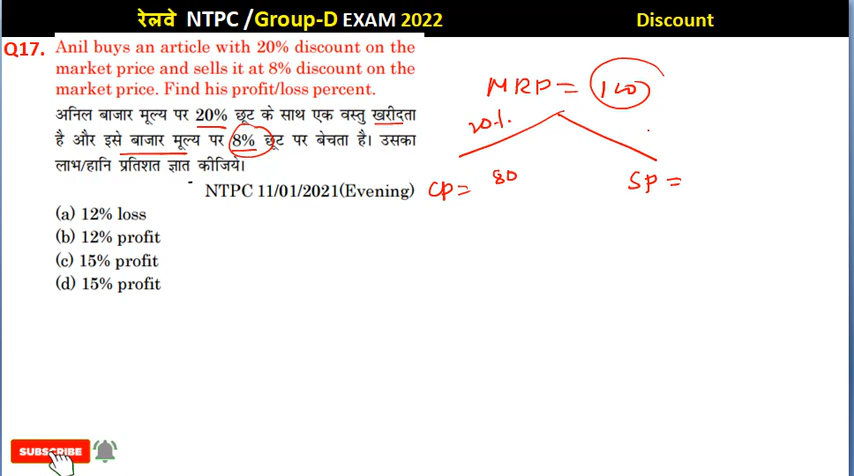 रेलवे NTPC /Group-D EXAM 2022
Discount
Q17. Anil buys an article with 20% discount on the
market price and sells it at 8% discount on the
market price. Find his profit/loss percent.
अनिल बाजार मूल्य पर 20% छूट के साथ एक वस्तु खरीदता
है और इसे बाजार मूल्य पर 8% छूट पर बेचता है। उसका
लाभ/हानि प्रतिशत ज्ञात कीजिये।
NTPC 11/01/2021(Evening)
(a) 12% loss
(b) 12% profit
(c) 15% profit
(d) 15% profit
MRP = 100
20%
CP = 80
SP =
SUBSCRIBE